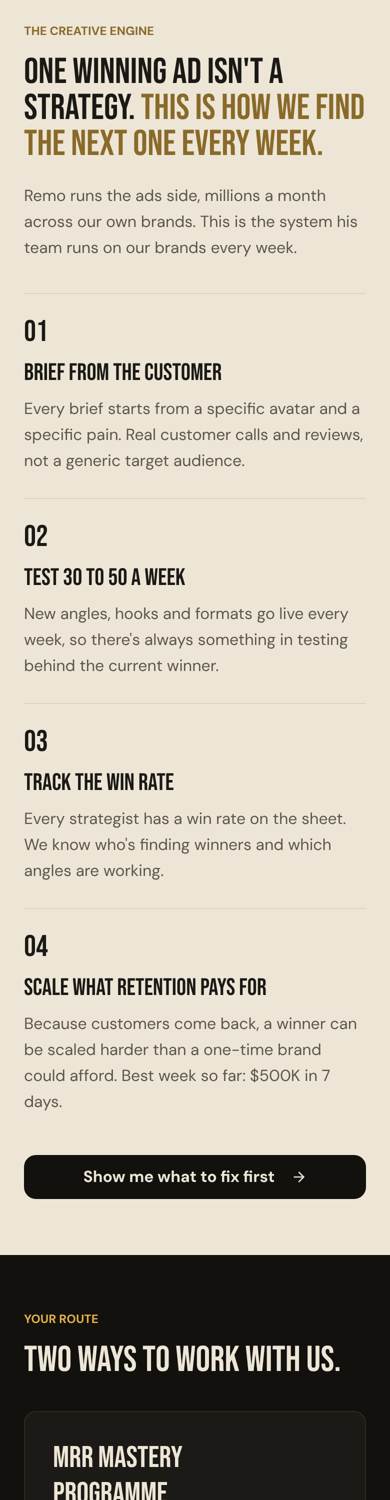 THE CREATIVE ENGINE
ONE WINNING AD ISN'T A
STRATEGY. THIS IS HOW WE FIND
THE NEXT ONE EVERY WEEK.
Remo runs the ads side, millions a month
across our own brands. This is the system his
team runs on our brands every week.
01
BRIEF FROM THE CUSTOMER
Every brief starts from a specific avatar and a
specific pain. Real customer calls and reviews,
not a generic target audience.
02
TEST 30 TO 50 A WEEK
New angles, hooks and formats go live every
week, so there's always something in testing
behind the current winner.
03
TRACK THE WIN RATE
Every strategist has a win rate on the sheet.
We know who's finding winners and which
angles are working.
04
SCALE WHAT RETENTION PAYS FOR
Because customers come back, a winner can
be scaled harder than a one-time brand
could afford. Best week so far: $500K in 7
days.
Show me what to fix first →
YOUR ROUTE
TWO WAYS TO WORK WITH US.
MRR MASTERY
PROGRAMME